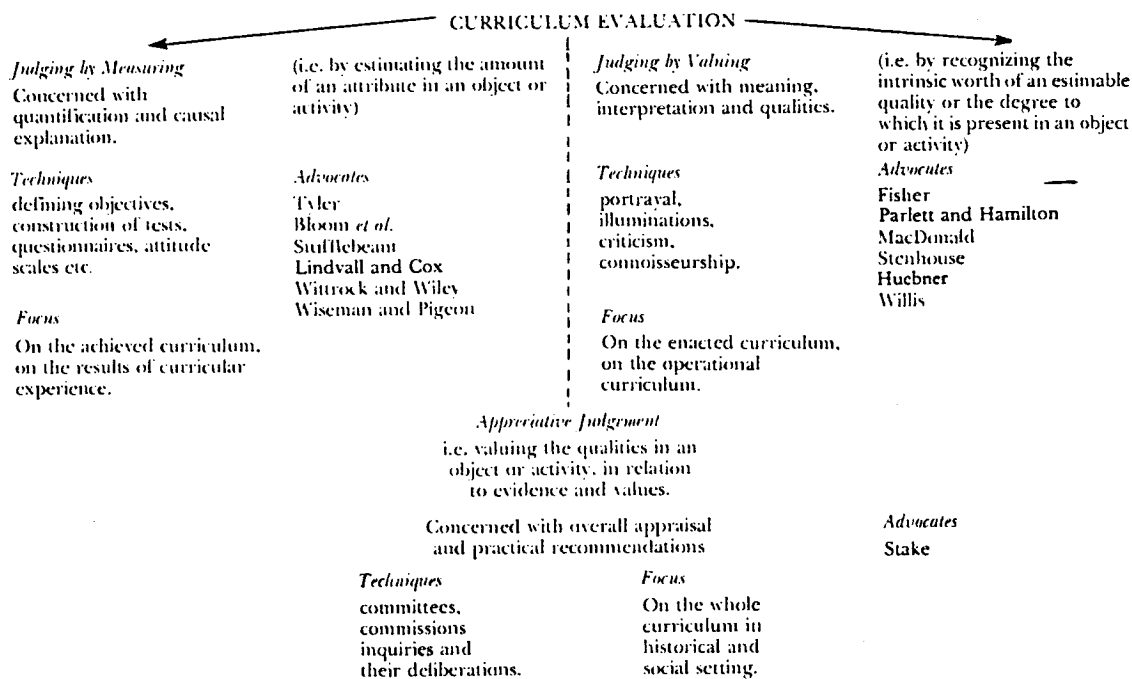 CURRICULUM EVALUATION
Judging by Measuring
Concerned with
quantification and causal
explanation.
(i.e. by estimating the amount
of an attribute in an object or
activity)
Techniques
defining objectives,
construction of tests,
questionnaires, attitude
scales etc.
Advocates
Tyler
Bloom et al.
Stufflebeam
Lindvall and Cox
Wittrock and Wiley
Wiseman and Pigeon
Focus
On the achieved curriculum,
on the results of curricular
experience.
Judging by Valuing
Concerned with meaning,
interpretation and qualities.
(i.e. by recognizing the
intrinsic worth of an estimable
quality or the degree to
which it is present in an object
or activity)
Techniques
portrayal,
illuminations,
criticism,
connoisseurship.
Advocates
Fisher
Parlett and Hamilton
MacDonald
Stenhouse
Huebner
Willis
Focus
On the enacted curriculum,
on the operational
curriculum.
Appreciative Judgement
i.e. valuing the qualities in an
object or activity, in relation
to evidence and values.
Concerned with overall appraisal
and practical recommendations
Advocates
Stake
Techniques
committees,
commissions
inquiries and
their deliberations.
Focus
On the whole
curriculum in
historical and
social setting.